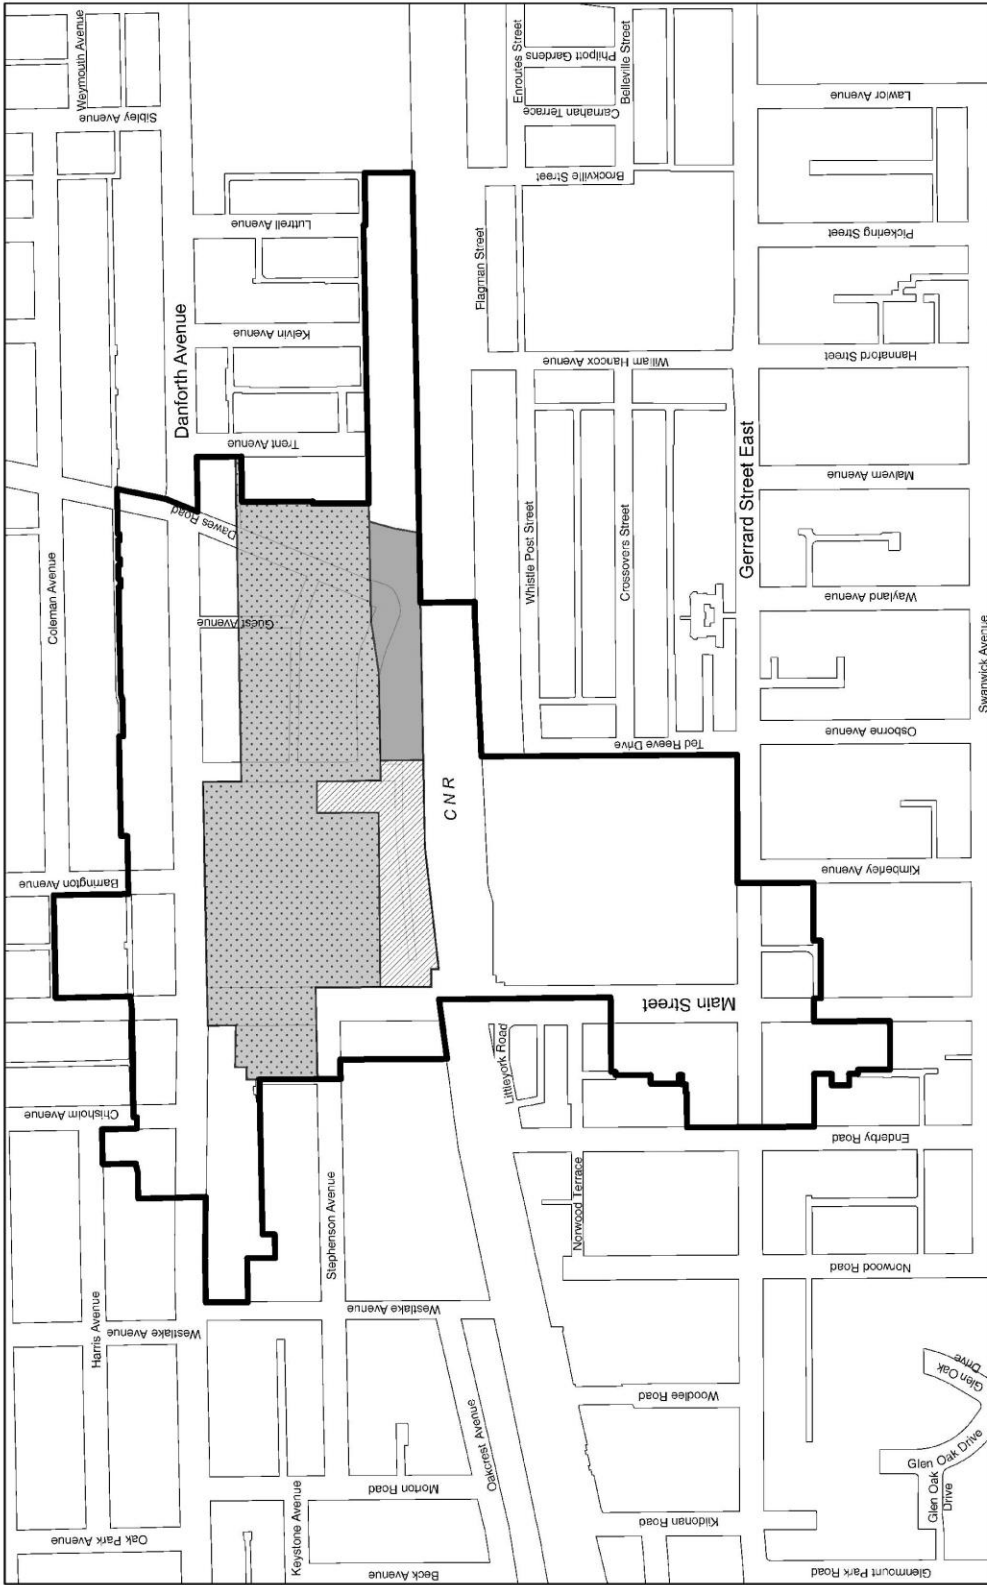 Weymouth Avenue
Sibley Avenue
Enroutes Street
Philpott Gardens
Carnahan Terrace
Belleville Street
Lawlor Avenue
Brockville Street
Luttrell Avenue
Flagman Street
Pickering Street
Danforth Avenue
Kelvin Avenue
William Hancox Avenue
Hannaford Street
Trent Avenue
Malvern Avenue
Dawes Road
Whistle Post Street
Crossovers Street
Gerrard Street East
Coleman Avenue
Guest Avenue
Wayland Avenue
Swanwick Avenue
Ted Reeve Drive
Osborne Avenue
CNR
Barrington Avenue
Kimberley Avenue
Main Street
Littleyork Road
Chisholm Avenue
Enderby Road
Stephenson Avenue
Norwood Terrace
Norwood Road
Harris Avenue
Westlake Avenue
Westlake Avenue
Glen Oak
Drive
Woodlee Road
Oakcrest Avenue
Glen Oak Drive
Morton Road
Glen Oak
Drive
Kildonan Road
Oak Park Avenue
Keystone Avenue
Beck Avenue
Glenmount Park Road